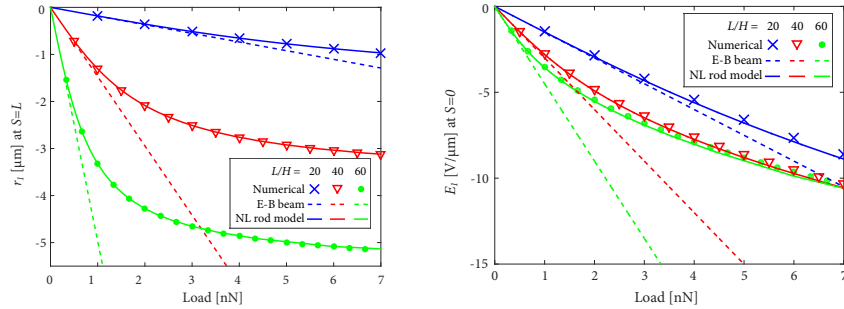 0
-1
-2
-3
-4
-5
r₁ [μm] at S=L
L/H = 20 40 60
Numerical
E-B beam
NL rod model
0 1 2 3 4 5 6 7
Load [nN]
0
-5
-10
-15
E₁ [V/μm] at S=0
L/H = 20 40 60
Numerical
E-B beam
NL rod model
0 1 2 3 4 5 6 7
Load [nN]